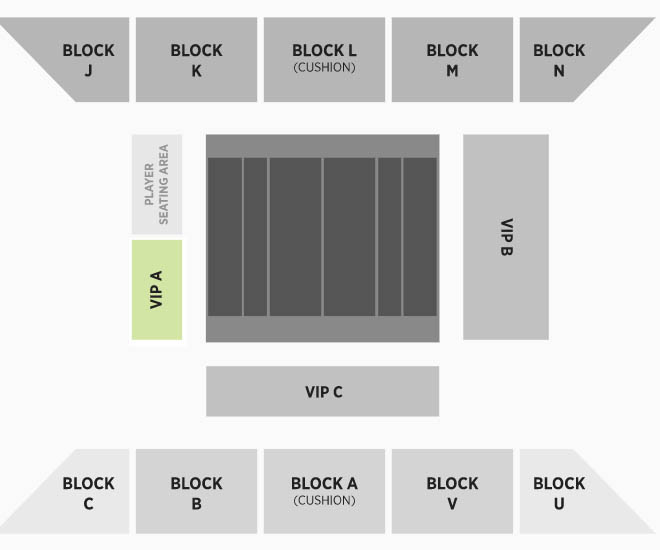 BLOCK
J
BLOCK
K
BLOCK L
(CUSHION)
BLOCK
M
BLOCK
N
PLAYER
SEATING AREA
VIP A
VIP B
VIP C
BLOCK
C
BLOCK
B
BLOCK A
(CUSHION)
BLOCK
V
BLOCK
U